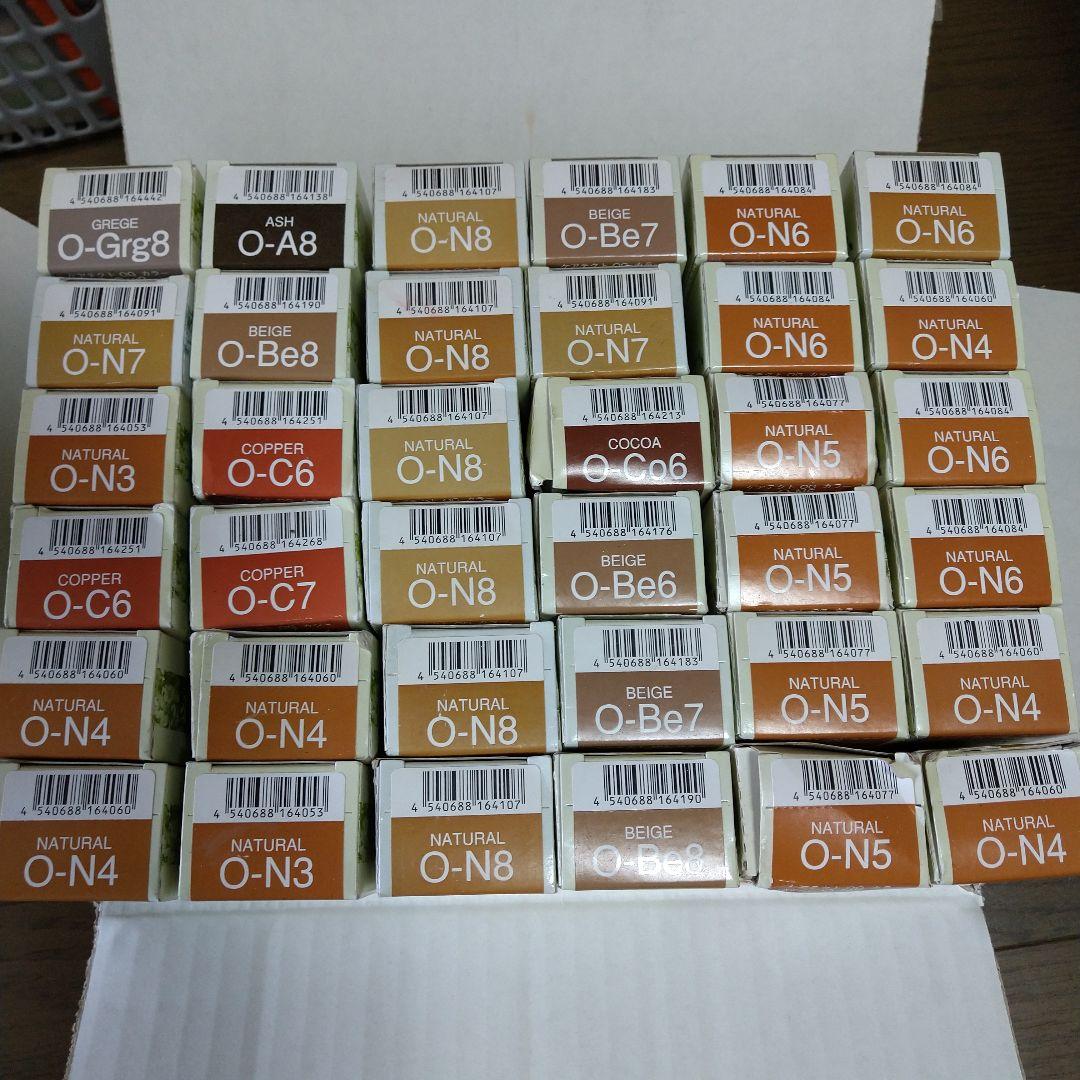 4 540688 164442
GREGE
O-Grg8
4 540688 164138
ASH
O-A8
4 540688 164107
NATURAL
O-N8
4 540688 164183
BEIGE
O-Be7
4 540688 164084
NATURAL
O-N6
4 540688 164084
NATURAL
O-N6
4 540688 164091
NATURAL
O-N7
4 540688 164190
BEIGE
O-Be8
4 540688 164107
NATURAL
O-N8
4 540688 164091
NATURAL
O-N7
4 540688 164084
NATURAL
O-N6
4 540688 164060
NATURAL
O-N4
4 540688 164053
NATURAL
O-N3
4 540688 164251
COPPER
O-C6
4 540688 164107
NATURAL
O-N8
4 540688 164213
COCOA
O-Co6
4 540688 164077
NATURAL
O-N5
4 540688 164084
NATURAL
O-N6
4 540688 164251
COPPER
O-C6
4 540688 164268
COPPER
O-C7
4 540688 164107
NATURAL
O-N8
4 540688 164176
BEIGE
O-Be6
4 540688 164077
NATURAL
O-N5
4 540688 164084
NATURAL
O-N6
4 540688 164060
NATURAL
O-N4
4 540688 164060
NATURAL
O-N4
4 540688 164107
NATURAL
O-N8
4 540688 164183
BEIGE
O-Be7
4 540688 164077
NATURAL
O-N5
4 540688 164060
NATURAL
O-N4
4 540688 164060
NATURAL
O-N4
4 540688 164053
NATURAL
O-N3
4 540688 164107
NATURAL
O-N8
4 540688 164190
BEIGE
O-Be8
4 540688 164077
NATURAL
O-N5
4 540688 164060
NATURAL
O-N4